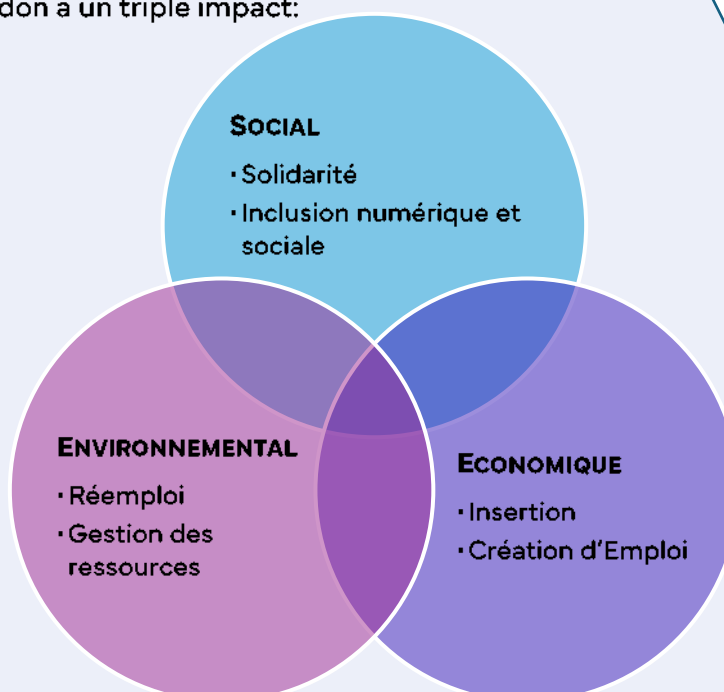 don a un triple impact:
SOCIAL
· Solidarité
· Inclusion numérique et
sociale
ENVIRONNEMENTAL
· Réemploi
· Gestion des
ressources
ECONOMIQUE
· Insertion
· Création d'Emploi